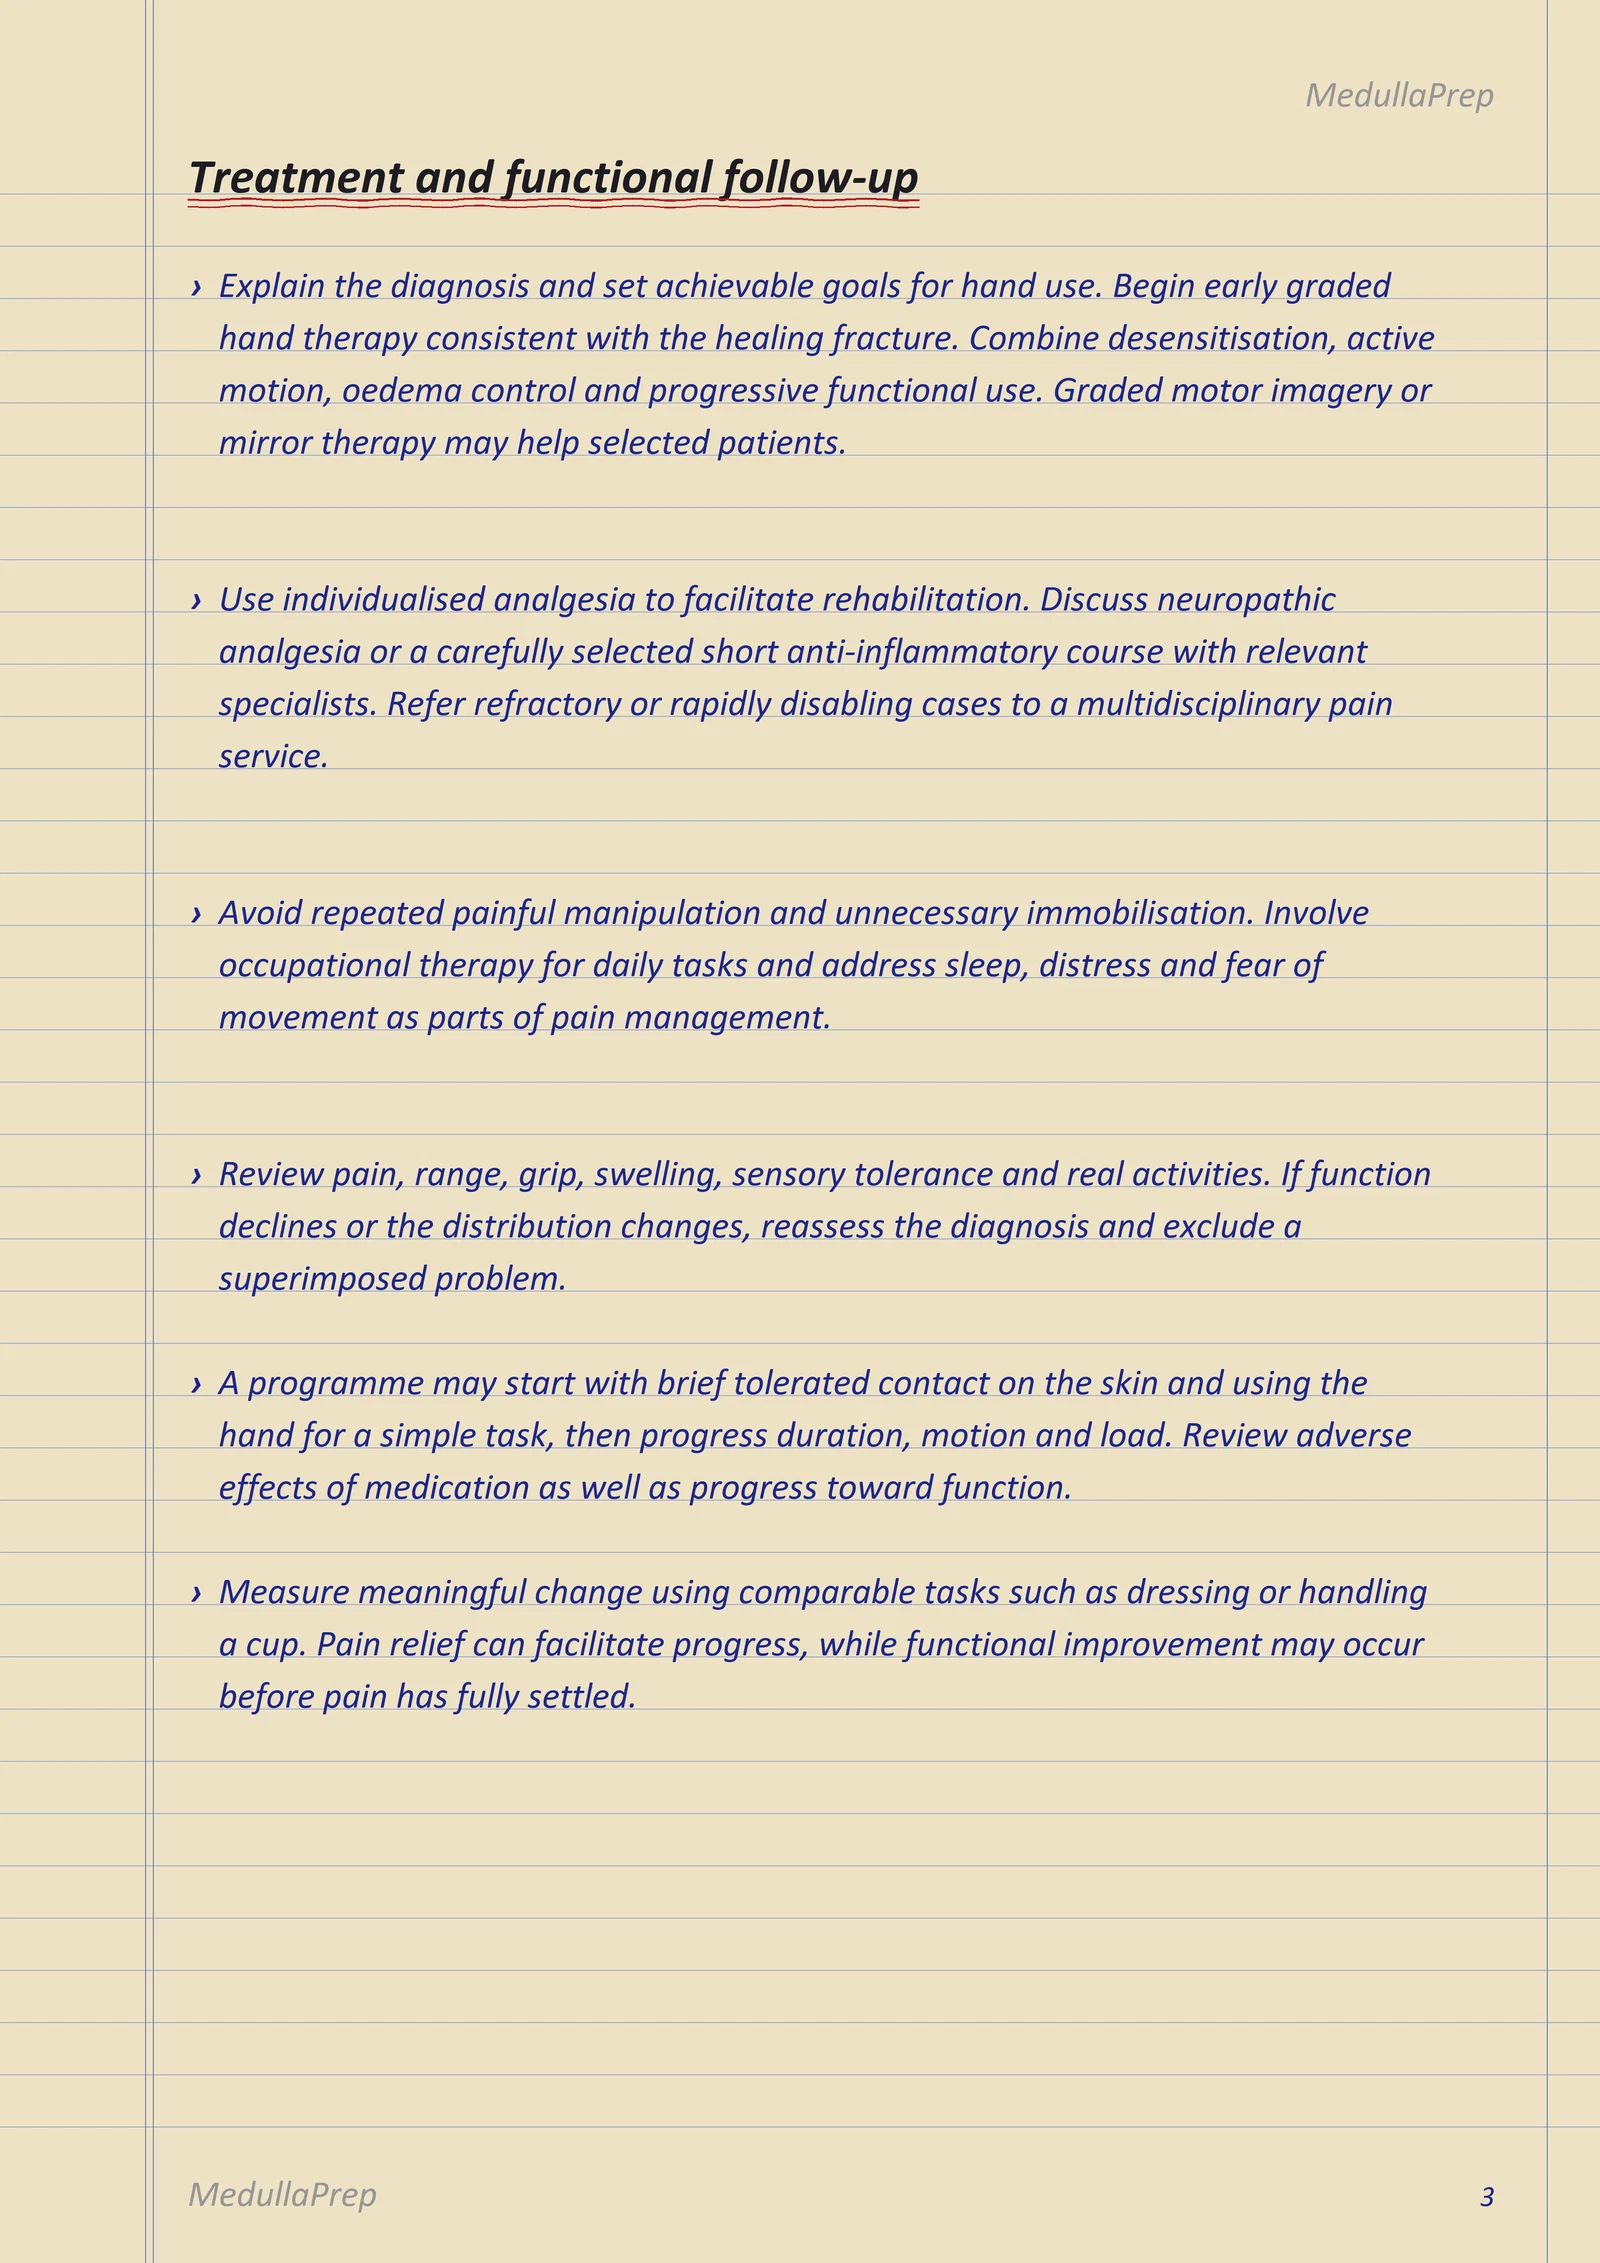 MedullaPrep
Treatment and functional follow-up
› Explain the diagnosis and set achievable goals for hand use. Begin early graded
hand therapy consistent with the healing fracture. Combine desensitisation, active
motion, oedema control and progressive functional use. Graded motor imagery or
mirror therapy may help selected patients.
› Use individualised analgesia to facilitate rehabilitation. Discuss neuropathic
analgesia or a carefully selected short anti-inflammatory course with relevant
specialists. Refer refractory or rapidly disabling cases to a multidisciplinary pain
service.
› Avoid repeated painful manipulation and unnecessary immobilisation. Involve
occupational therapy for daily tasks and address sleep, distress and fear of
movement as parts of pain management.
› Review pain, range, grip, swelling, sensory tolerance and real activities. If function
declines or the distribution changes, reassess the diagnosis and exclude a
superimposed problem.
› A programme may start with brief tolerated contact on the skin and using the
hand for a simple task, then progress duration, motion and load. Review adverse
effects of medication as well as progress toward function.
› Measure meaningful change using comparable tasks such as dressing or handling
a cup. Pain relief can facilitate progress, while functional improvement may occur
before pain has fully settled.
MedullaPrep
3